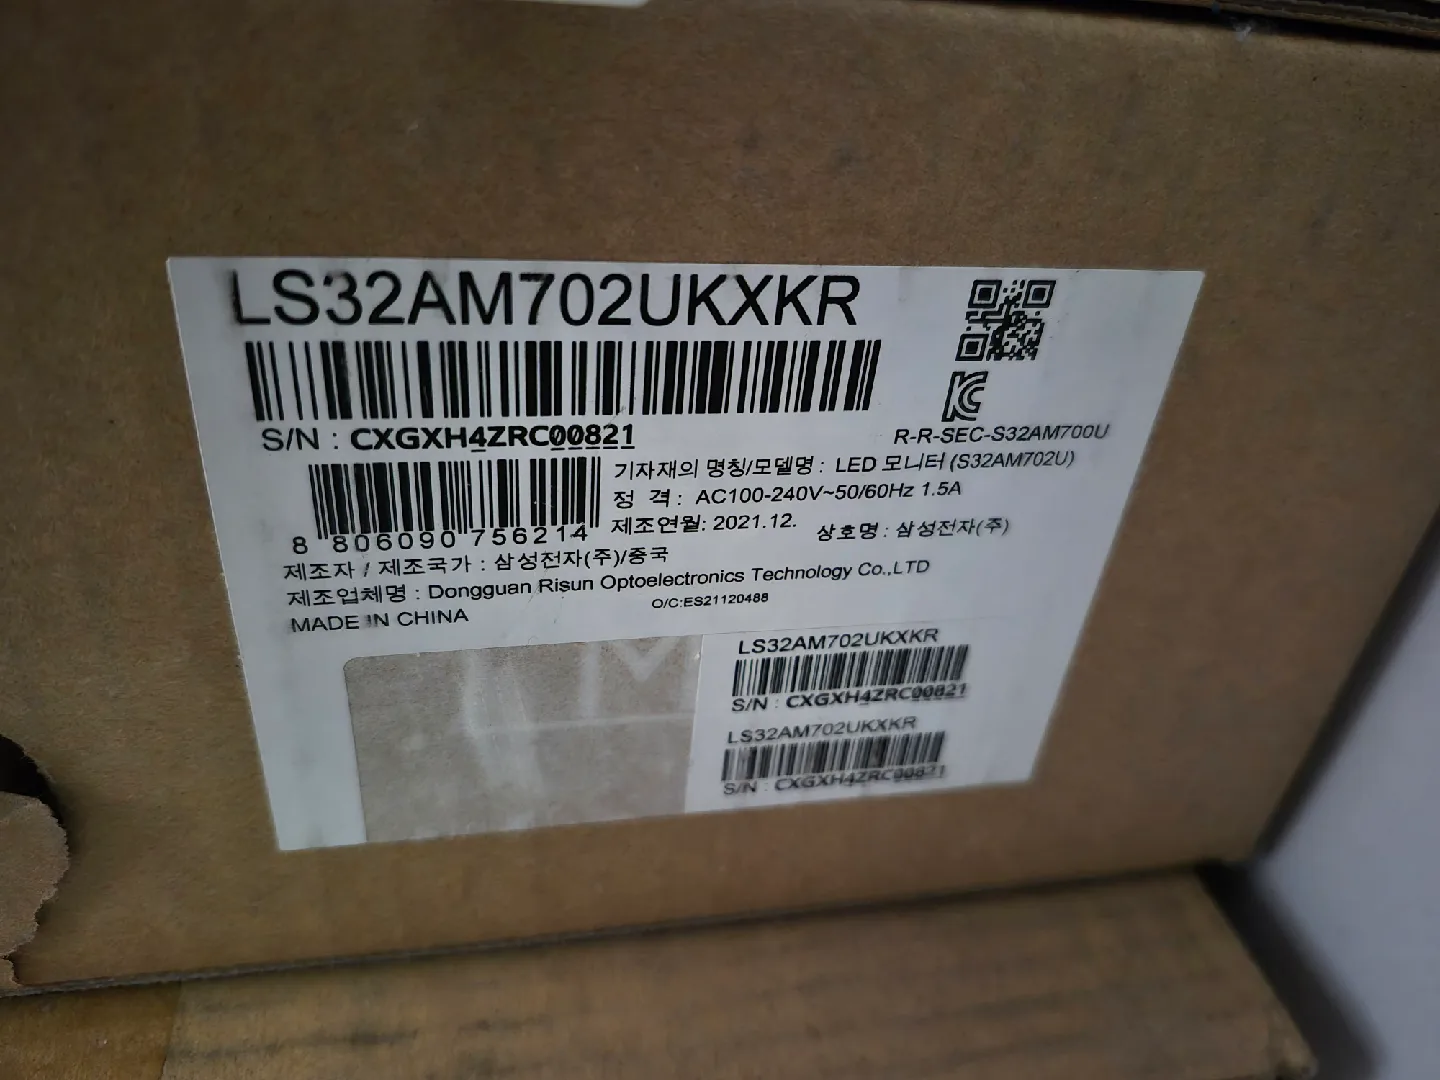 LS32AM702UKXKR
S/N : CXGXH4ZRC00821
R-R-SEC-S32AM700U
기자재의 명칭/모델명 : LED 모니터 (S32AM702U)
정 격 : AC100-240V~50/60Hz 1.5A
제조연월: 2021.12. 상호명 : 삼성전자(주)
8 806090 756214
제조자 / 제조국가 : 삼성전자(주)/중국
제조업체명 : Dongguan Risun Optoelectronics Technology Co.,LTD
MADE IN CHINA
O/C:ES21120488
LS32AM702UKXKR
S/N : CXGXH4ZRC00821
LS32AM702UKXKR
S/N : CXGXH4ZRC00821